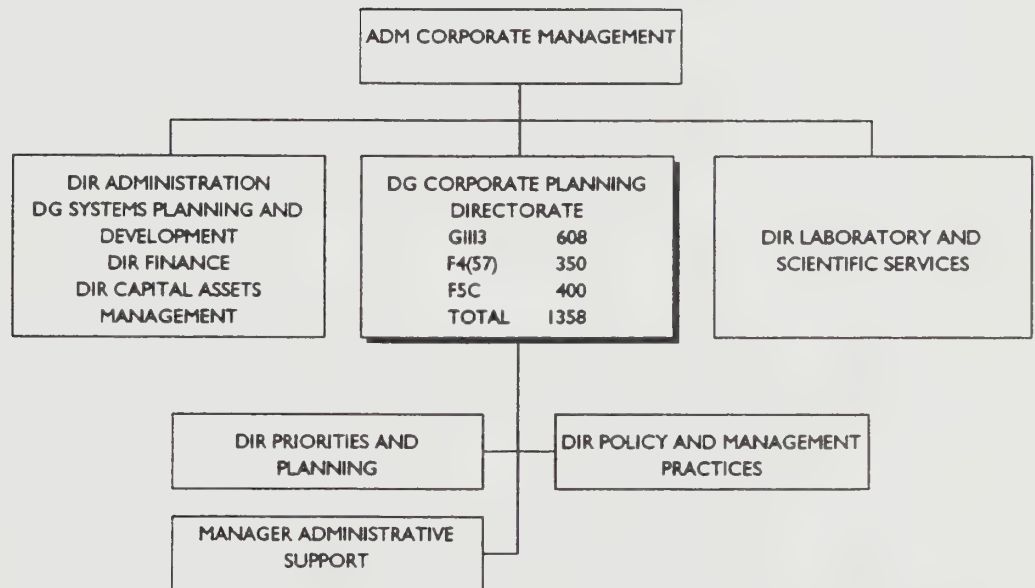 ADM CORPORATE MANAGEMENT
DIR ADMINISTRATION
DG SYSTEMS PLANNING AND
DEVELOPMENT
DIR FINANCE
DIR CAPITAL ASSETS
MANAGEMENT
DG CORPORATE PLANNING
DIRECTORATE
GIII3 608
F4(57) 350
F5C 400
TOTAL 1358
DIR LABORATORY AND
SCIENTIFIC SERVICES
DIR PRIORITIES AND
PLANNING
DIR POLICY AND MANAGEMENT
PRACTICES
MANAGER ADMINISTRATIVE
SUPPORT